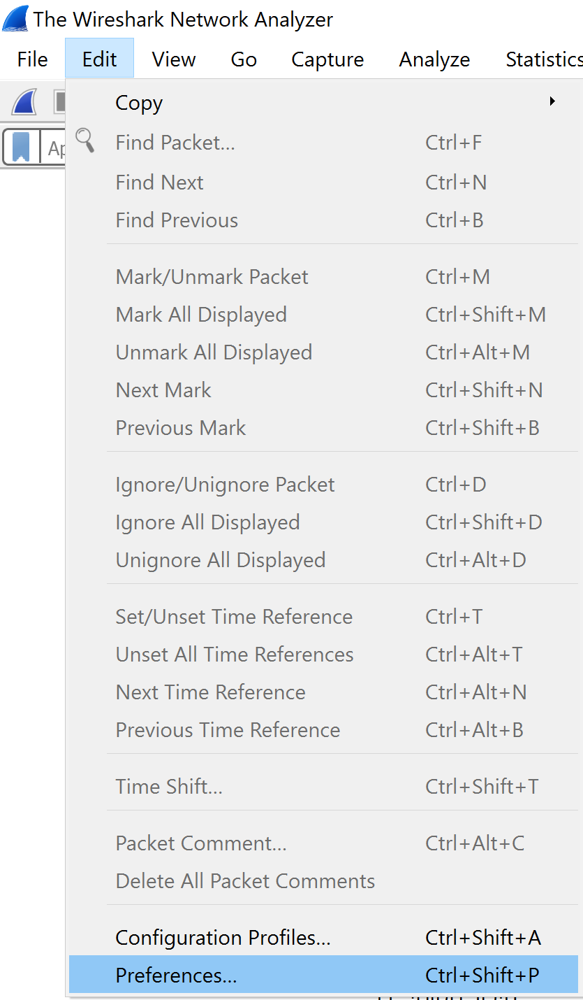 The Wireshark Network Analyzer
File Edit View Go Capture Analyze Statistics
Copy
Find Packet... Ctrl+F
Find Next Ctrl+N
Find Previous Ctrl+B
Mark/Unmark Packet Ctrl+M
Mark All Displayed Ctrl+Shift+M
Unmark All Displayed Ctrl+Alt+M
Next Mark Ctrl+Shift+N
Previous Mark Ctrl+Shift+B
Ignore/Unignore Packet Ctrl+D
Ignore All Displayed Ctrl+Shift+D
Unignore All Displayed Ctrl+Alt+D
Set/Unset Time Reference Ctrl+T
Unset All Time References Ctrl+Alt+T
Next Time Reference Ctrl+Alt+N
Previous Time Reference Ctrl+Alt+B
Time Shift... Ctrl+Shift+T
Packet Comment... Ctrl+Alt+C
Delete All Packet Comments
Configuration Profiles... Ctrl+Shift+A
Preferences... Ctrl+Shift+P